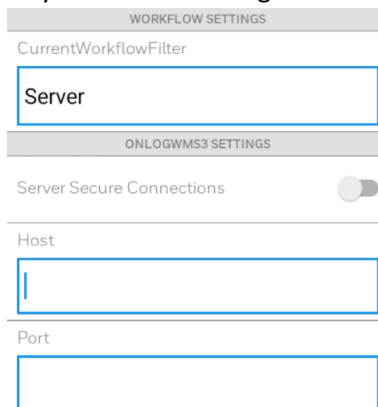 WORKFLOW SETTINGS
CurrentWorkflowFilter
Server
ONLOGWMS3 SETTINGS
Server Secure Connections
Host
Port